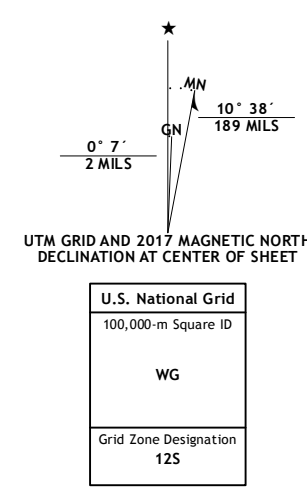 ★
MN
GN
10° 38´
189 MILS
0° 7´
2 MILS
UTM GRID AND 2017 MAGNETIC NORTH
DECLINATION AT CENTER OF SHEET
U.S. National Grid
100,000-m Square ID
WG
Grid Zone Designation
12S